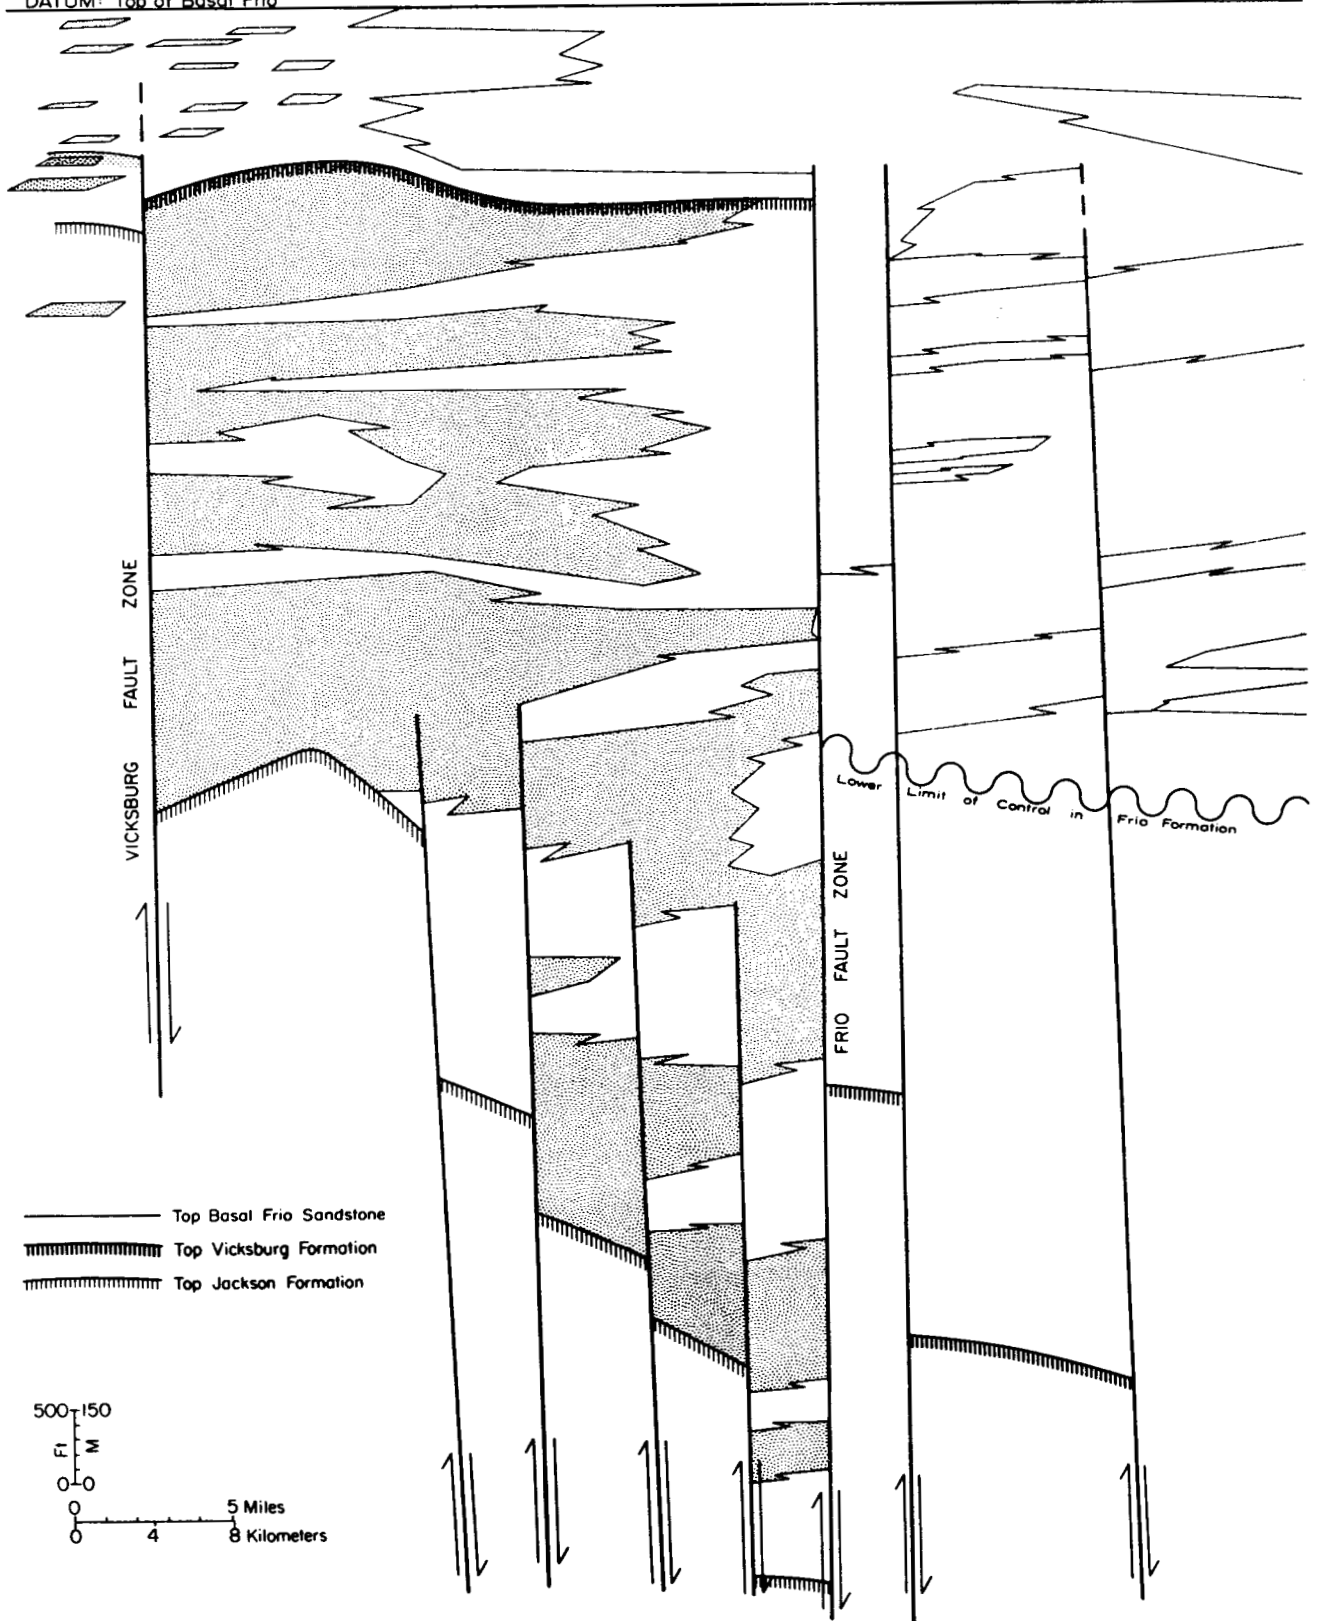 DATUM: Top of Basal Frio
VICKSBURG FAULT ZONE
Lower Limit of Control in Frio Formation
FRIO FAULT ZONE
Top Basal Frio Sandstone
Top Vicksburg Formation
Top Jackson Formation
500 150
Ft M
0 0
0 5 Miles
0 4 8 Kilometers